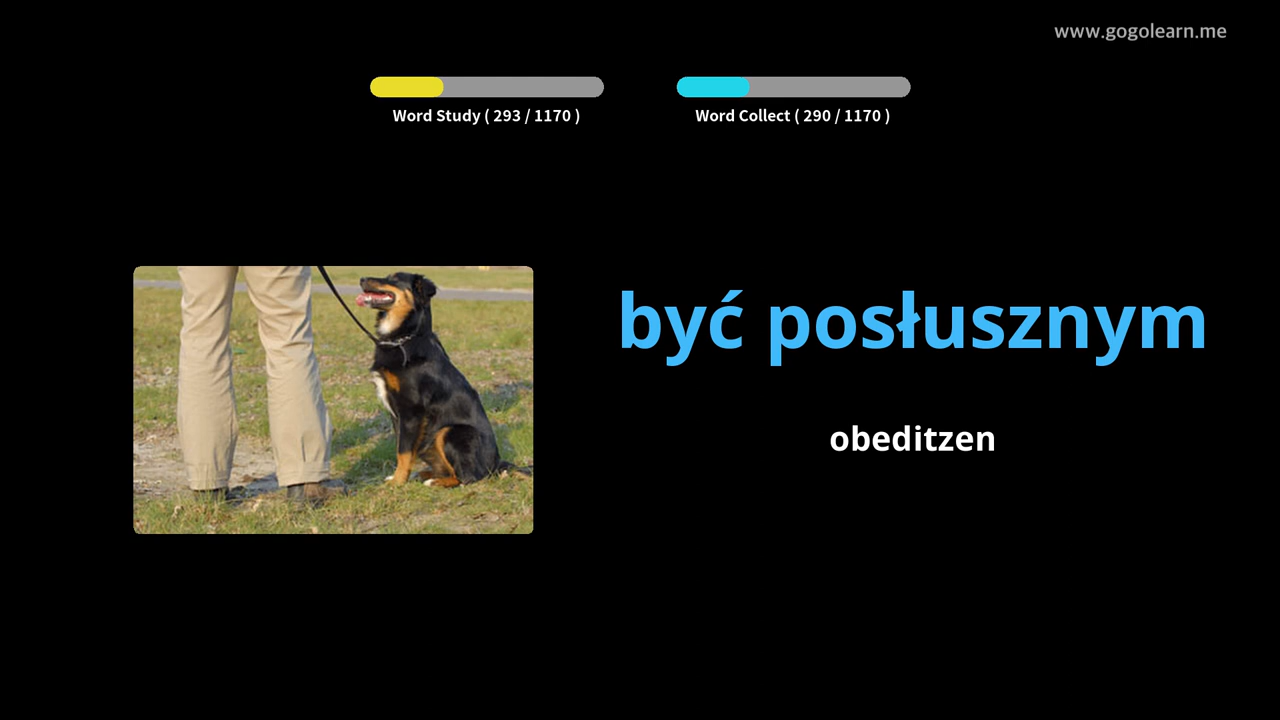 www.gogolearn.me
Word Study ( 293 / 1170 )
Word Collect ( 290 / 1170 )
być posłusznym
obeditzen